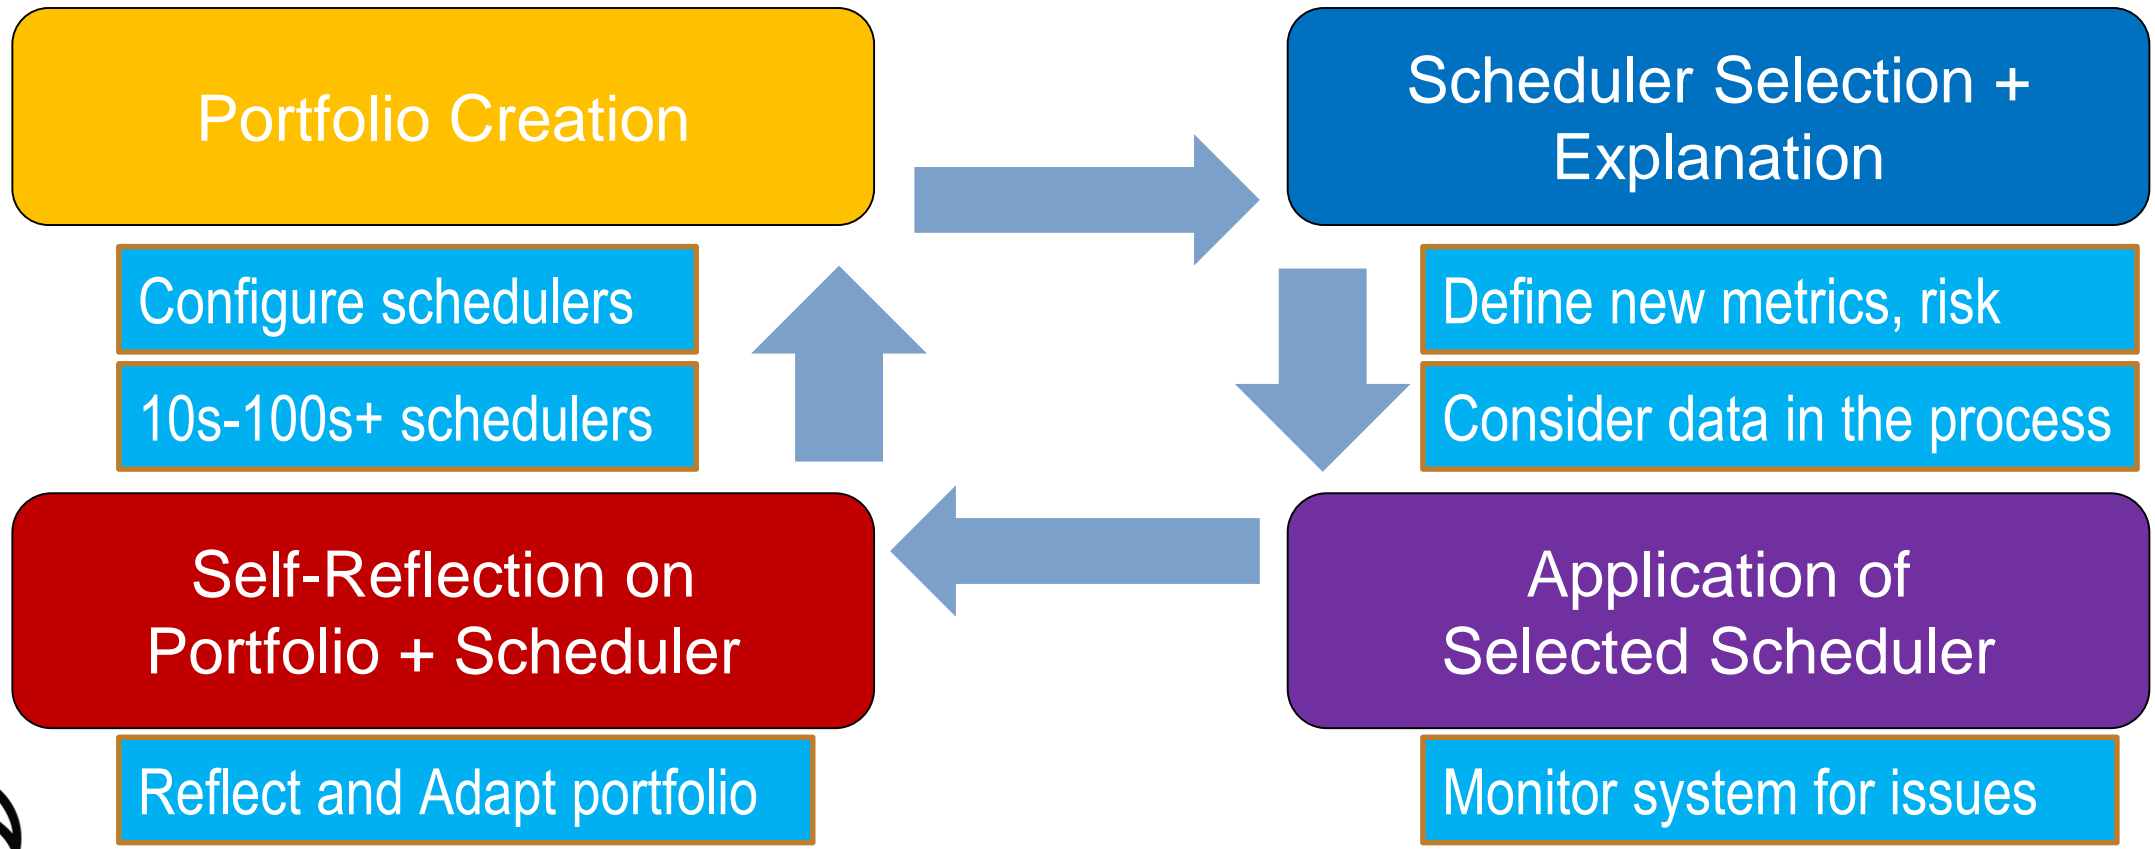 Portfolio Creation
Configure schedulers
10s-100s+ schedulers
Scheduler Selection +
Explanation
Define new metrics, risk
Consider data in the process
Application of
Selected Scheduler
Monitor system for issues
Self-Reflection on
Portfolio + Scheduler
Reflect and Adapt portfolio